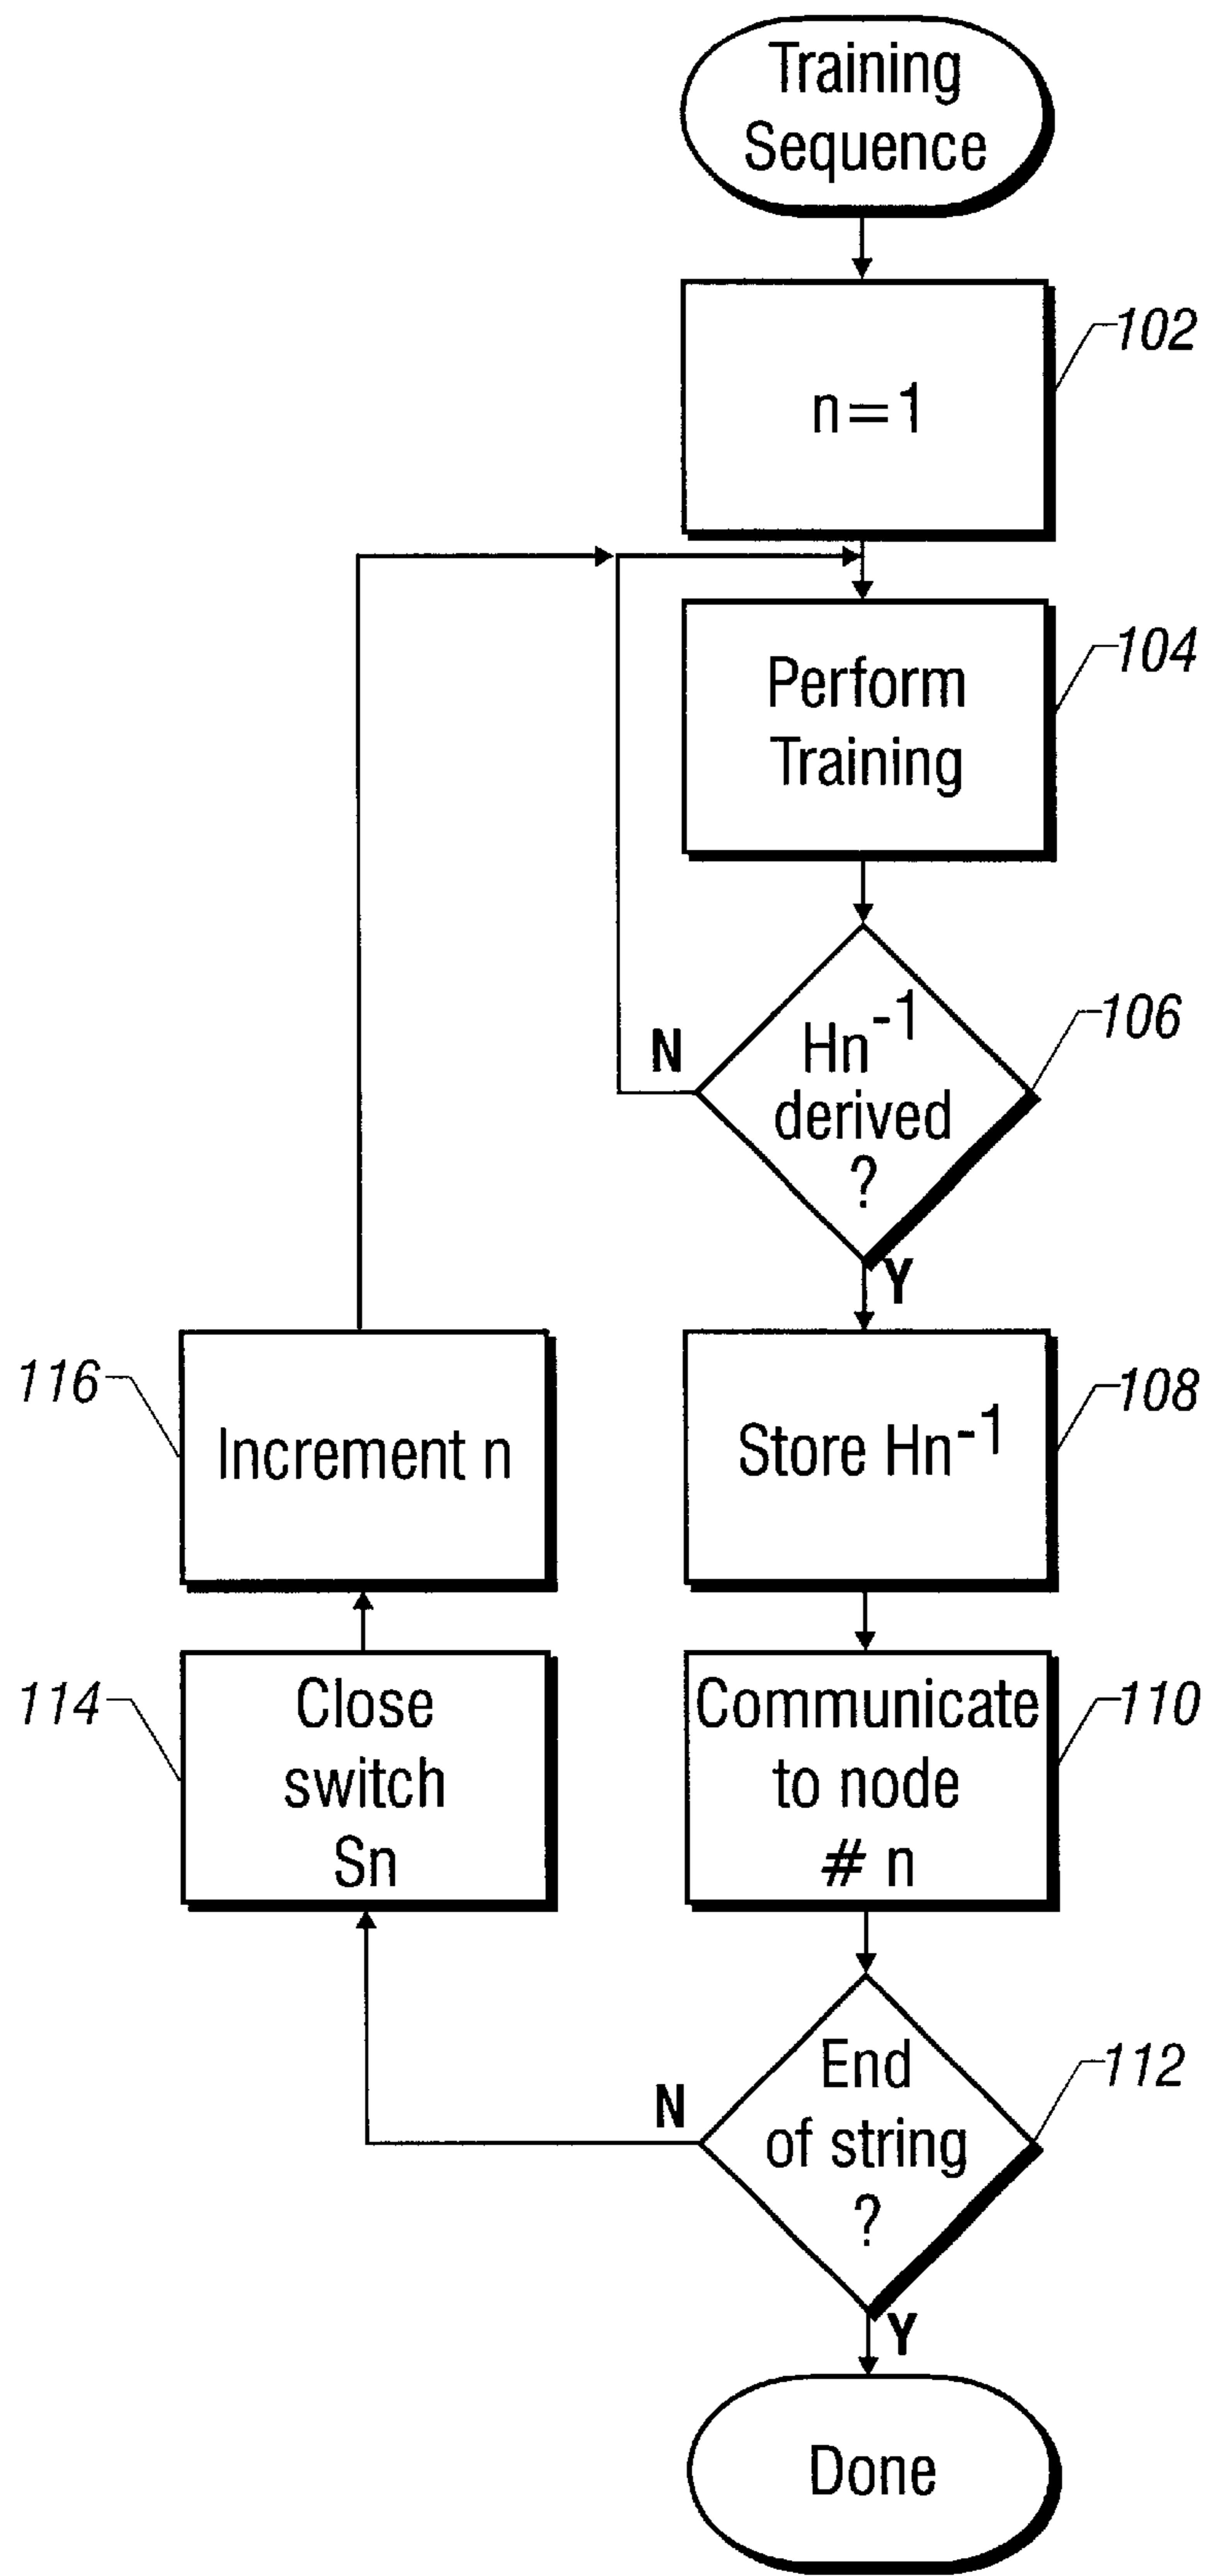 Training
Sequence
n=1
102
Perform
Training
104
Hn⁻¹
derived
?
106
N
Y
Store Hn⁻¹
108
Communicate
to node
# n
110
End
of string
?
112
N
Y
Close
switch
Sn
114
Increment n
116
Done